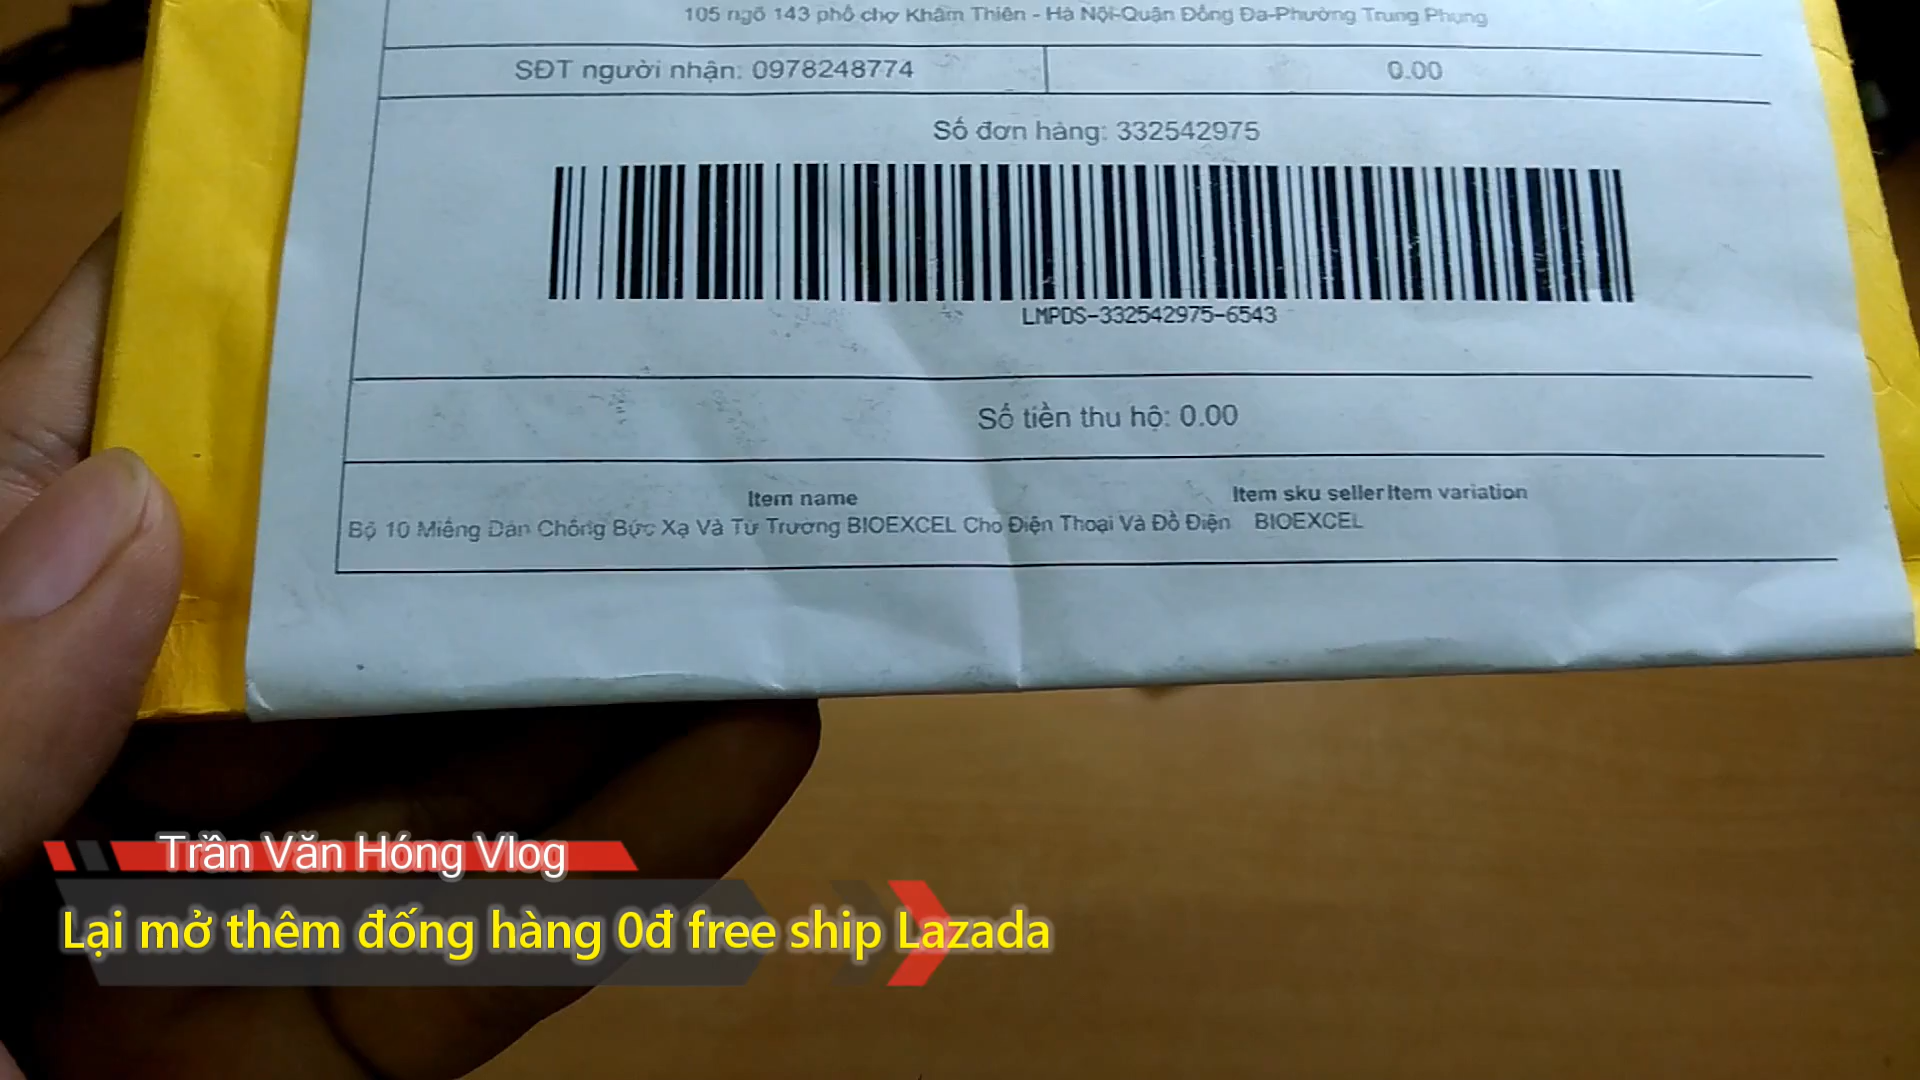 105 ngõ 143 phố chợ Khâm Thiên - Hà Nội-Quận Đống Đa-Phường Trung Phụng
SĐT người nhận: 0978248774 0.00
Số đơn hàng: 332542975
LMPDS-332542975-6543
Số tiền thu hộ: 0.00
Item name Item sku seller Item variation
Bộ 10 Miếng Dán Chống Bức Xạ Và Từ Trường BIOEXCEL Cho Điện Thoại Và Đồ Điện BIOEXCEL
Trần Văn Hóng Vlog
Lại mở thêm đống hàng 0đ free ship Lazada